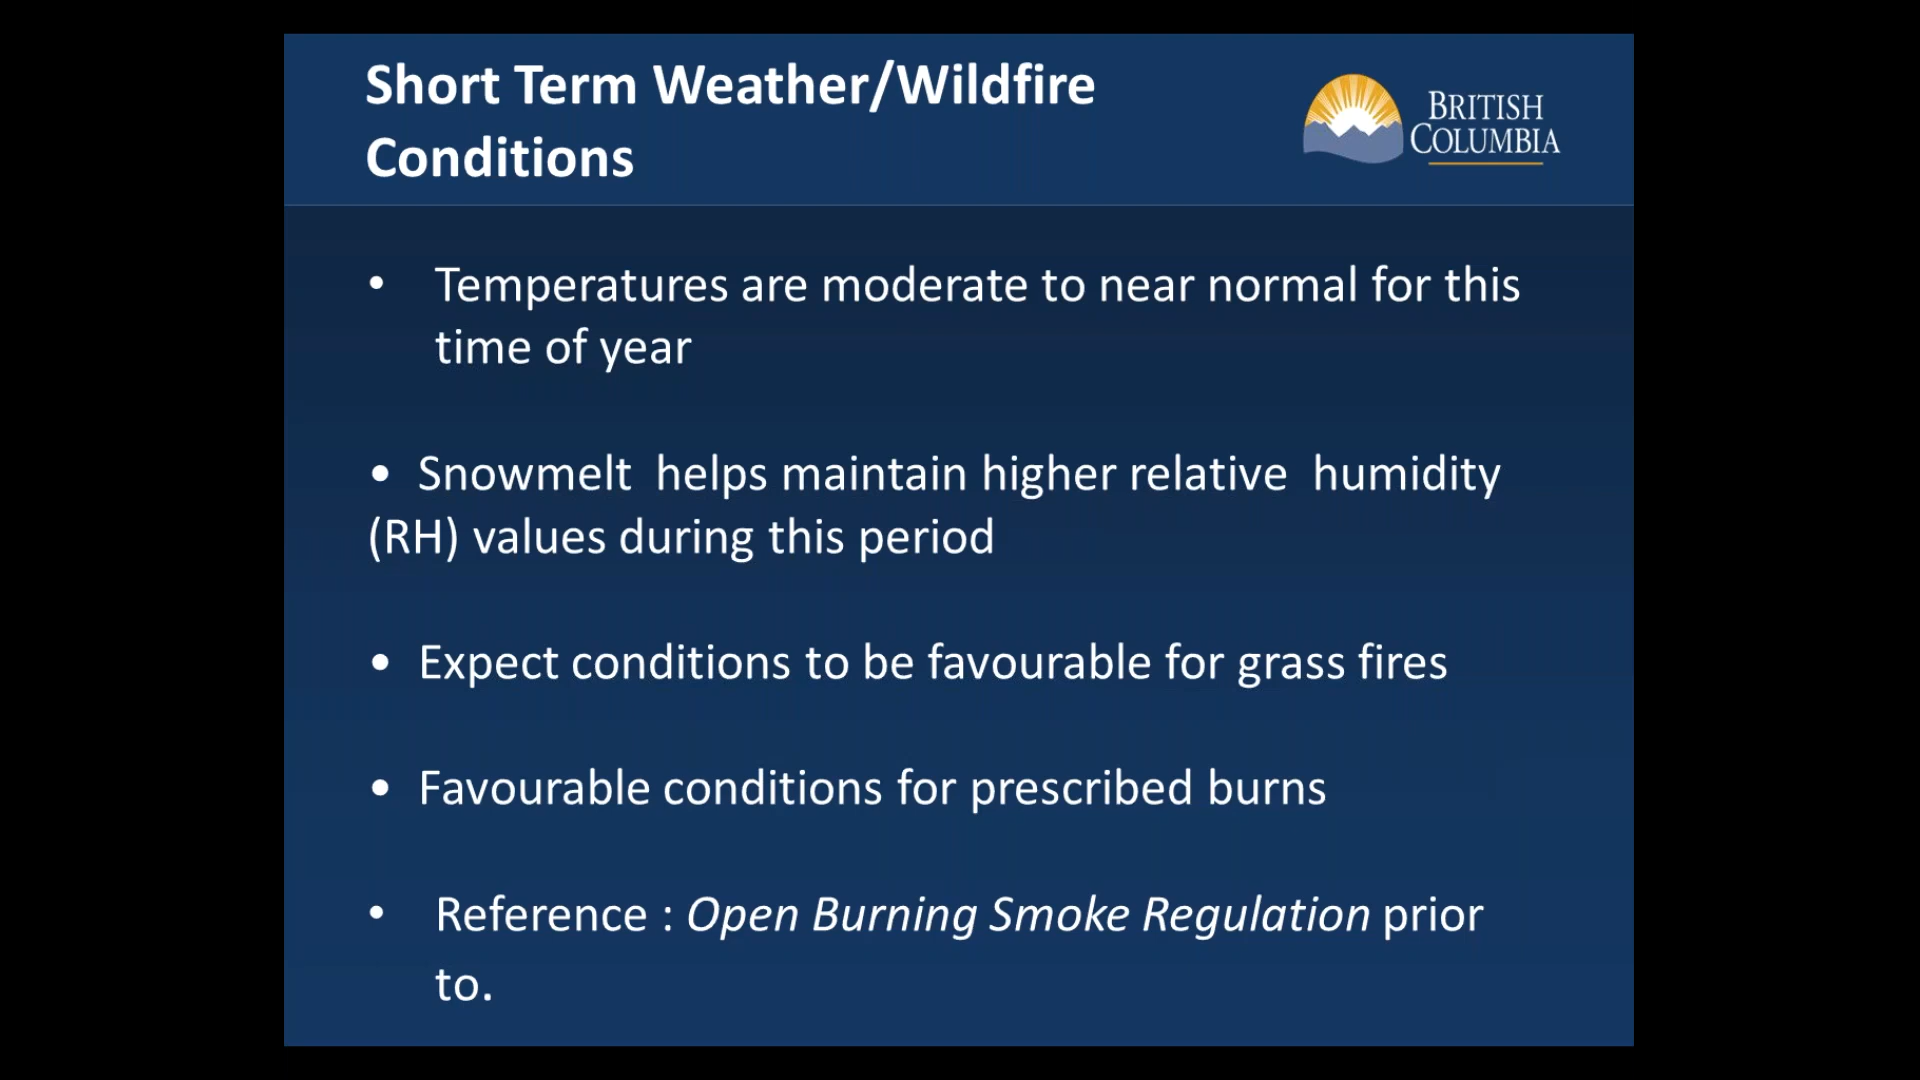 Short Term Weather/Wildfire
Conditions
BRITISH
COLUMBIA
• Temperatures are moderate to near normal for this
time of year
• Snowmelt  helps maintain higher relative  humidity
(RH) values during this period
• Expect conditions to be favourable for grass fires
• Favourable conditions for prescribed burns
• Reference : Open Burning Smoke Regulation prior
to.